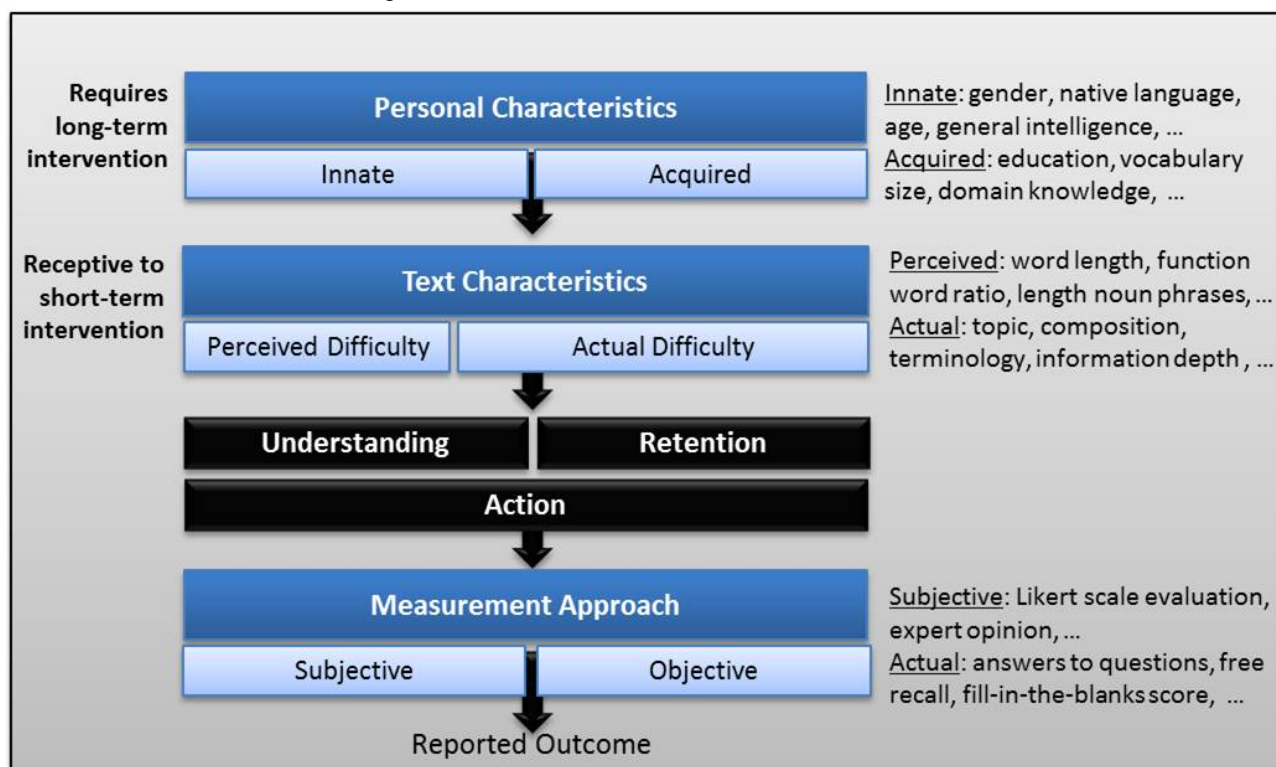 Requires
long-term
intervention
Personal Characteristics
Innate
Acquired
Innate: gender, native language,
age, general intelligence, ...
Acquired: education, vocabulary
size, domain knowledge, ...
Receptive to
short-term
intervention
Text Characteristics
Perceived Difficulty
Actual Difficulty
Perceived: word length, function
word ratio, length noun phrases, ...
Actual: topic, composition,
terminology, information depth , ...
Understanding
Retention
Action
Measurement Approach
Subjective
Objective
Subjective: Likert scale evaluation,
expert opinion, ...
Actual: answers to questions, free
recall, fill-in-the-blanks score, ...
Reported Outcome